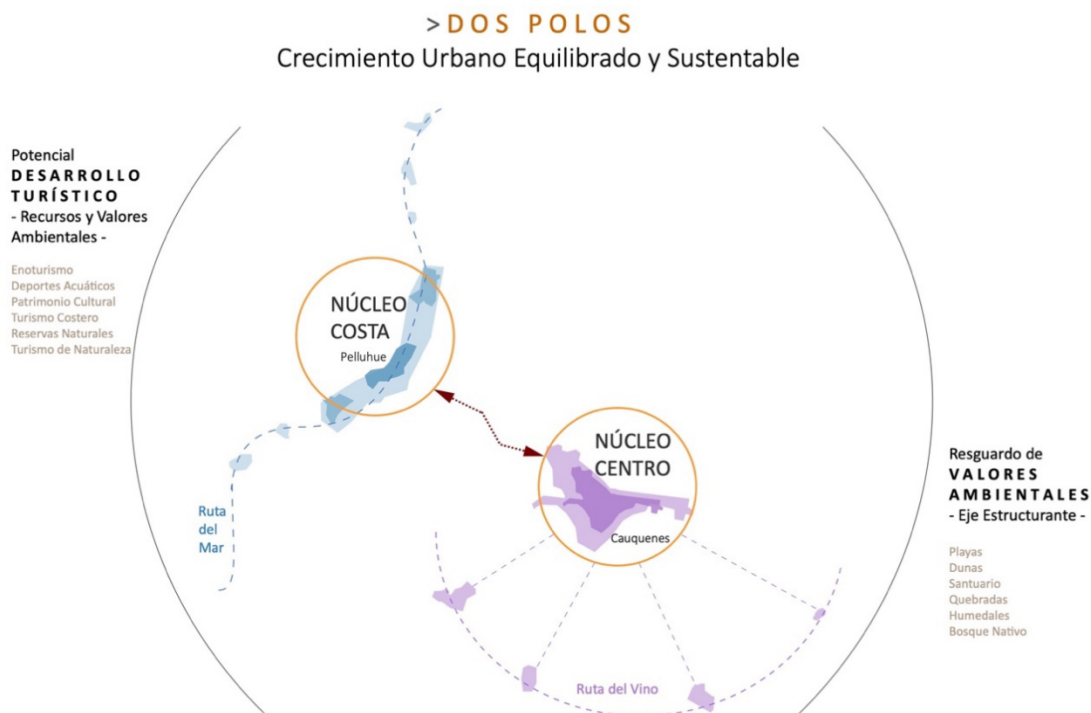 >DOS POLOS
Crecimiento Urbano Equilibrado y Sustentable
Potencial
DESARROLLO
TURÍSTICO
- Recursos y Valores
Ambientales -
Enoturismo
Deportes Acuáticos
Patrimonio Cultural
Turismo Costero
Reservas Naturales
Turismo de Naturaleza
NÚCLEO
COSTA
Pelluhue
NÚCLEO
CENTRO
Cauquenes
Ruta
del
Mar
Ruta del Vino
Resguardo de
VALORES
AMBIENTALES
- Eje Estructurante -
Playas
Dunas
Santuario
Quebradas
Humedales
Bosque Nativo